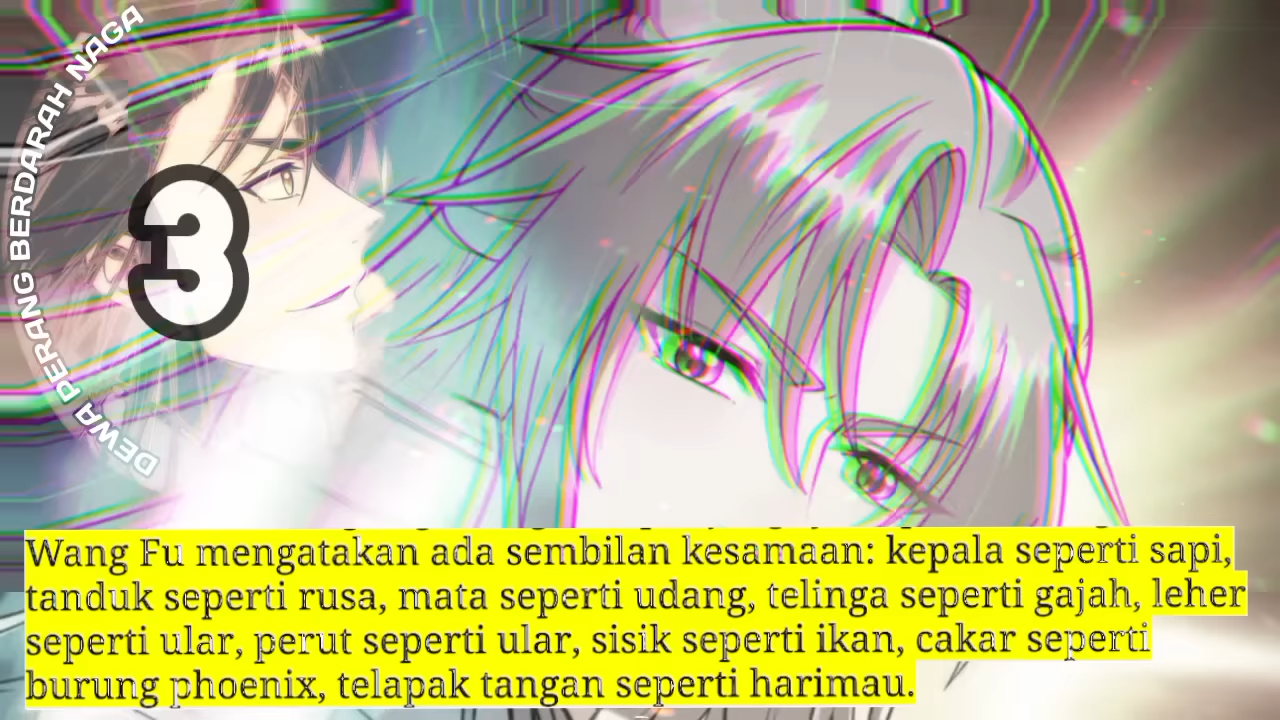 DEWA PERANG BERDARAH NAGA
3
Wang Fu mengatakan ada sembilan kesamaan: kepala seperti sapi,
tanduk seperti rusa, mata seperti udang, telinga seperti gajah, leher
seperti ular, perut seperti ular, sisik seperti ikan, cakar seperti
burung phoenix, telapak tangan seperti harimau.